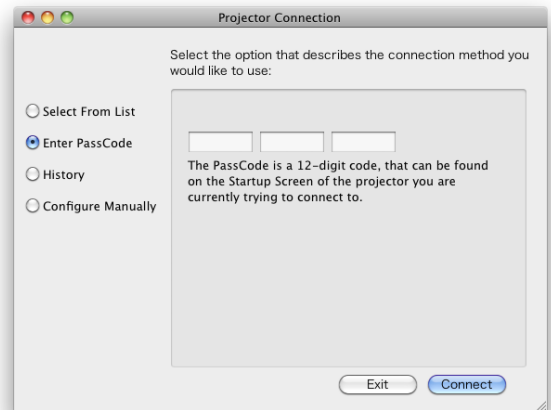 Projector Connection
Select the option that describes the connection method you
would like to use:
Select From List
Enter PassCode
History
Configure Manually
The PassCode is a 12-digit code, that can be found
on the Startup Screen of the projector you are
currently trying to connect to.
Exit
Connect